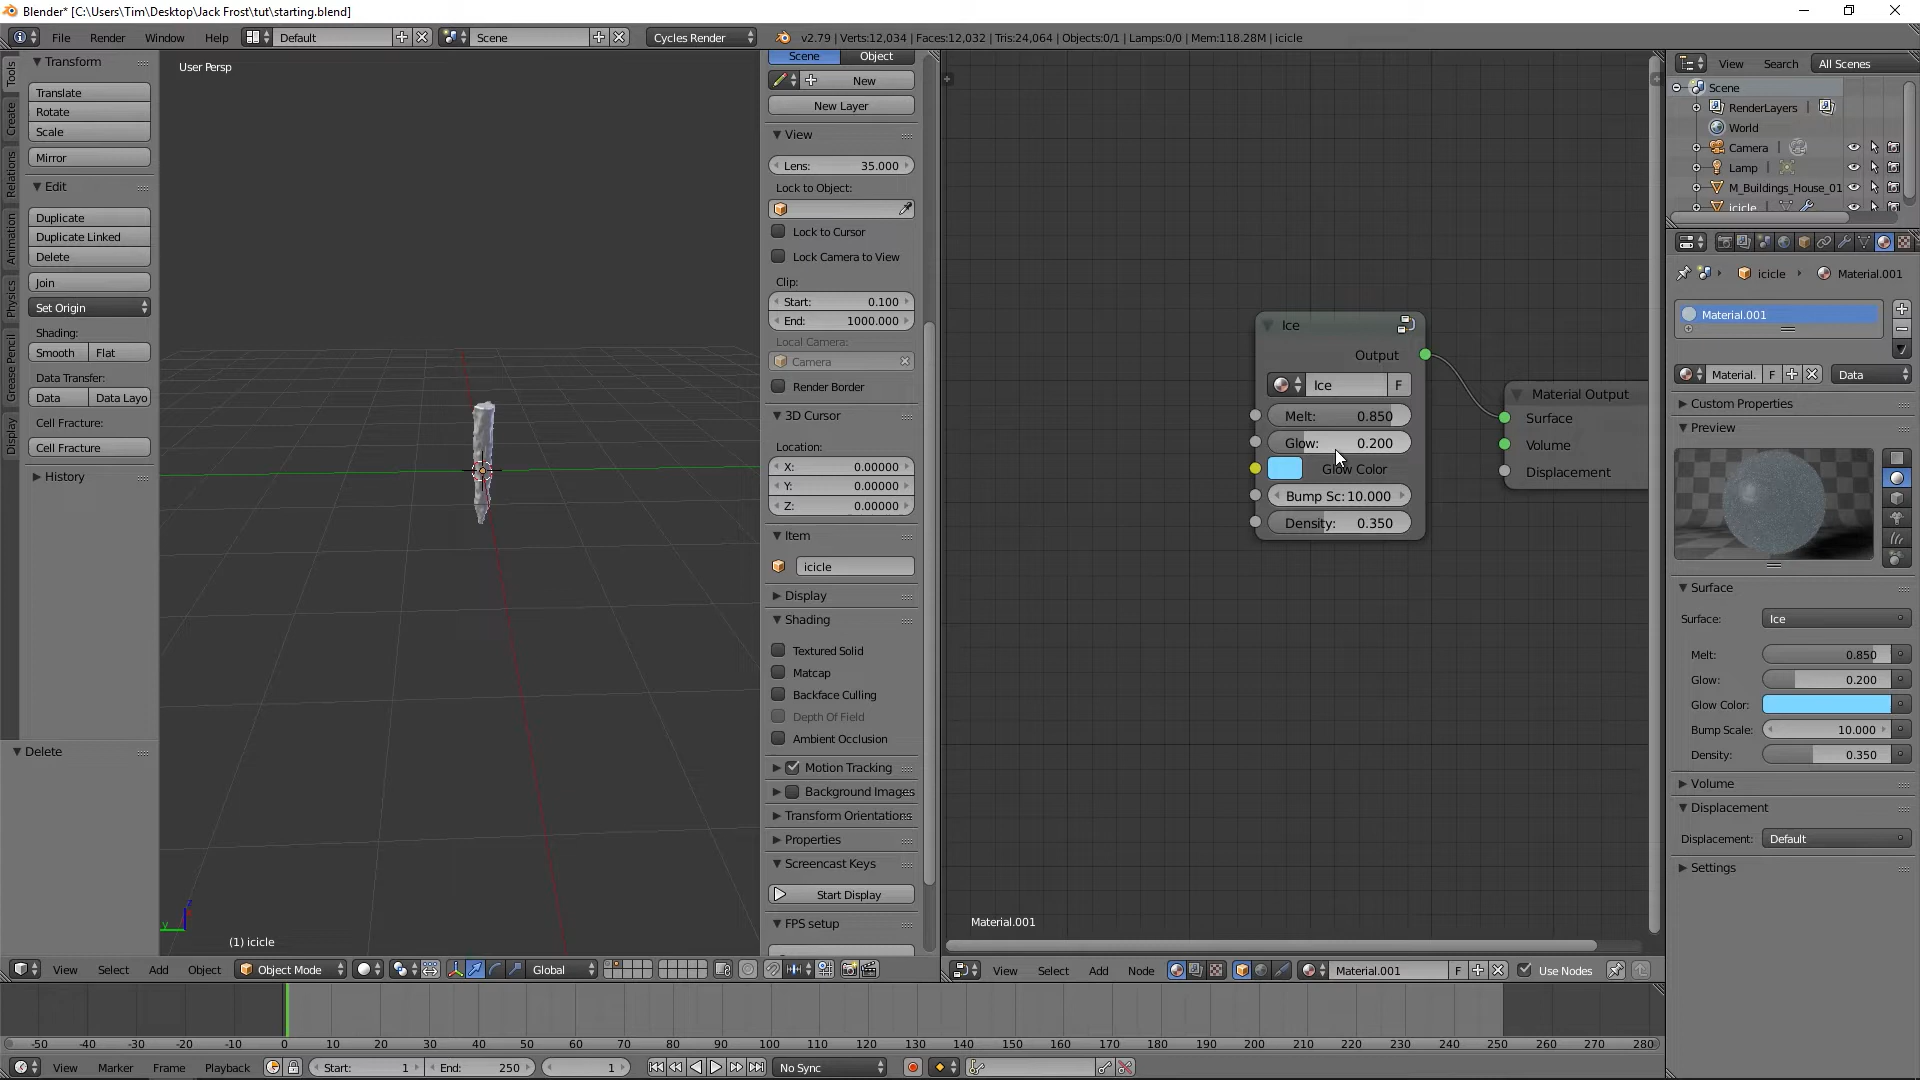 Blender* [C:\Users\Tim\Desktop\Jack Frost\tut\starting.blend]
File Render Window Help Default Scene Cycles Render v2.79 | Verts:12,034 | Faces:12,032 | Tris:24,064 | Objects:0/1 | Lamps:0/0 | Mem:118.28M | icicle
Tools
Create
Relations
Animation
Physics
Grease Pencil
Display
Transform
Translate
Rotate
Scale
Mirror
Edit
Duplicate
Duplicate Linked
Delete
Join
Set Origin
Shading:
Smooth Flat
Data Transfer:
Data Data Layo
Cell Fracture:
Cell Fracture
History
Delete
User Persp
(1) icicle
Scene Object
New
New Layer
View
Lens: 35.000
Lock to Object:
Lock to Cursor
Lock Camera to View
Clip:
Start: 0.100
End: 1000.000
Local Camera:
Camera
Render Border
3D Cursor
Location:
X: 0.00000
Y: 0.00000
Z: 0.00000
Item
icicle
Display
Shading
Textured Solid
Matcap
Backface Culling
Depth Of Field
Ambient Occlusion
Motion Tracking
Background Images
Transform Orientations
Properties
Screencast Keys
Start Display
FPS setup
Ice
Output
Ice F
Melt: 0.850
Glow: 0.200
Glow Color
Bump Sc: 10.000
Density: 0.350
Material Output
Surface
Volume
Displacement
Material.001
View Search All Scenes
Scene
RenderLayers
World
Camera
Lamp
M_Buildings_House_01
icicle
icicle Material.001
Material.001
Material. F Data
Custom Properties
Preview
Surface
Surface: Ice
Melt: 0.850
Glow: 0.200
Glow Color:
Bump Scale: 10.000
Density: 0.350
Volume
Displacement
Displacement: Default
Settings
View Select Add Object Object Mode Global
View Select Add Node Material.001 F Use Nodes
-50 -40 -30 -20 -10 0 10 20 30 40 50 60 70 80 90 100 110 120 130 140 150 160 170 180 190 200 210 220 230 240 250 260 270 280
View Marker Frame Playback Start: 1 End: 250 1 No Sync